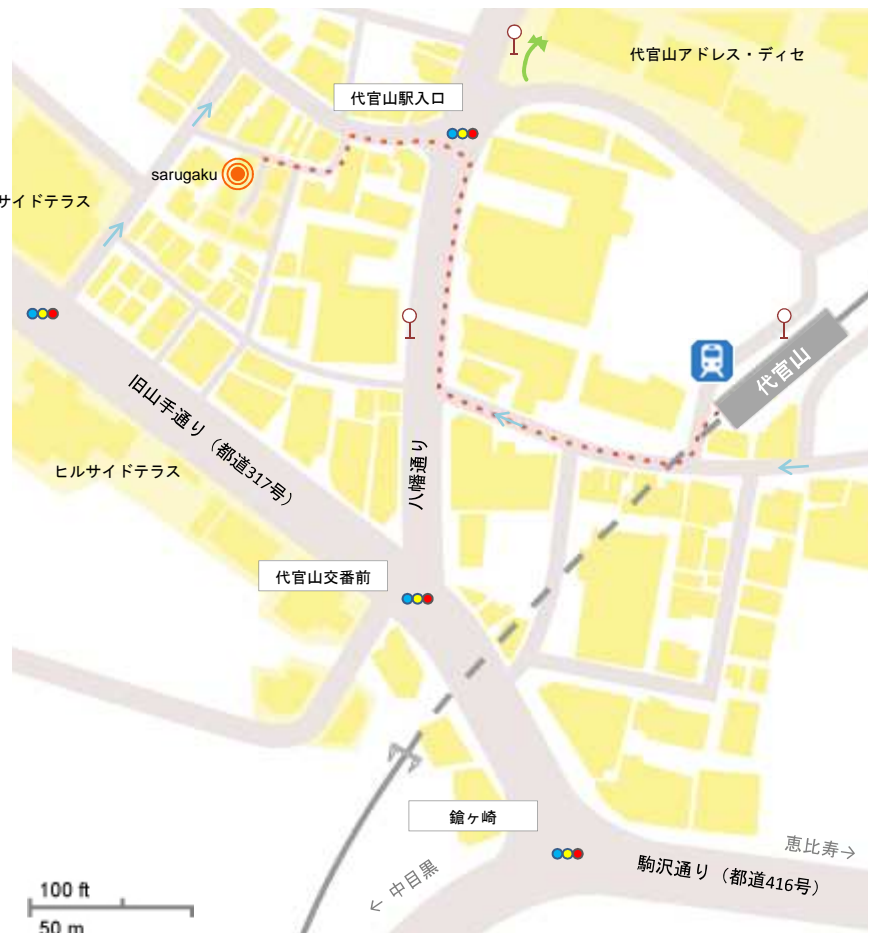 代官山アドレス・ディセ
代官山駅入口
sarugaku
サイドテラス
代官山
旧山手通り（都道317号）
八幡通り
ヒルサイドテラス
代官山交番前
鎗ヶ崎
恵比寿→
駒沢通り（都道416号）
← 中目黒
100 ft
50 m